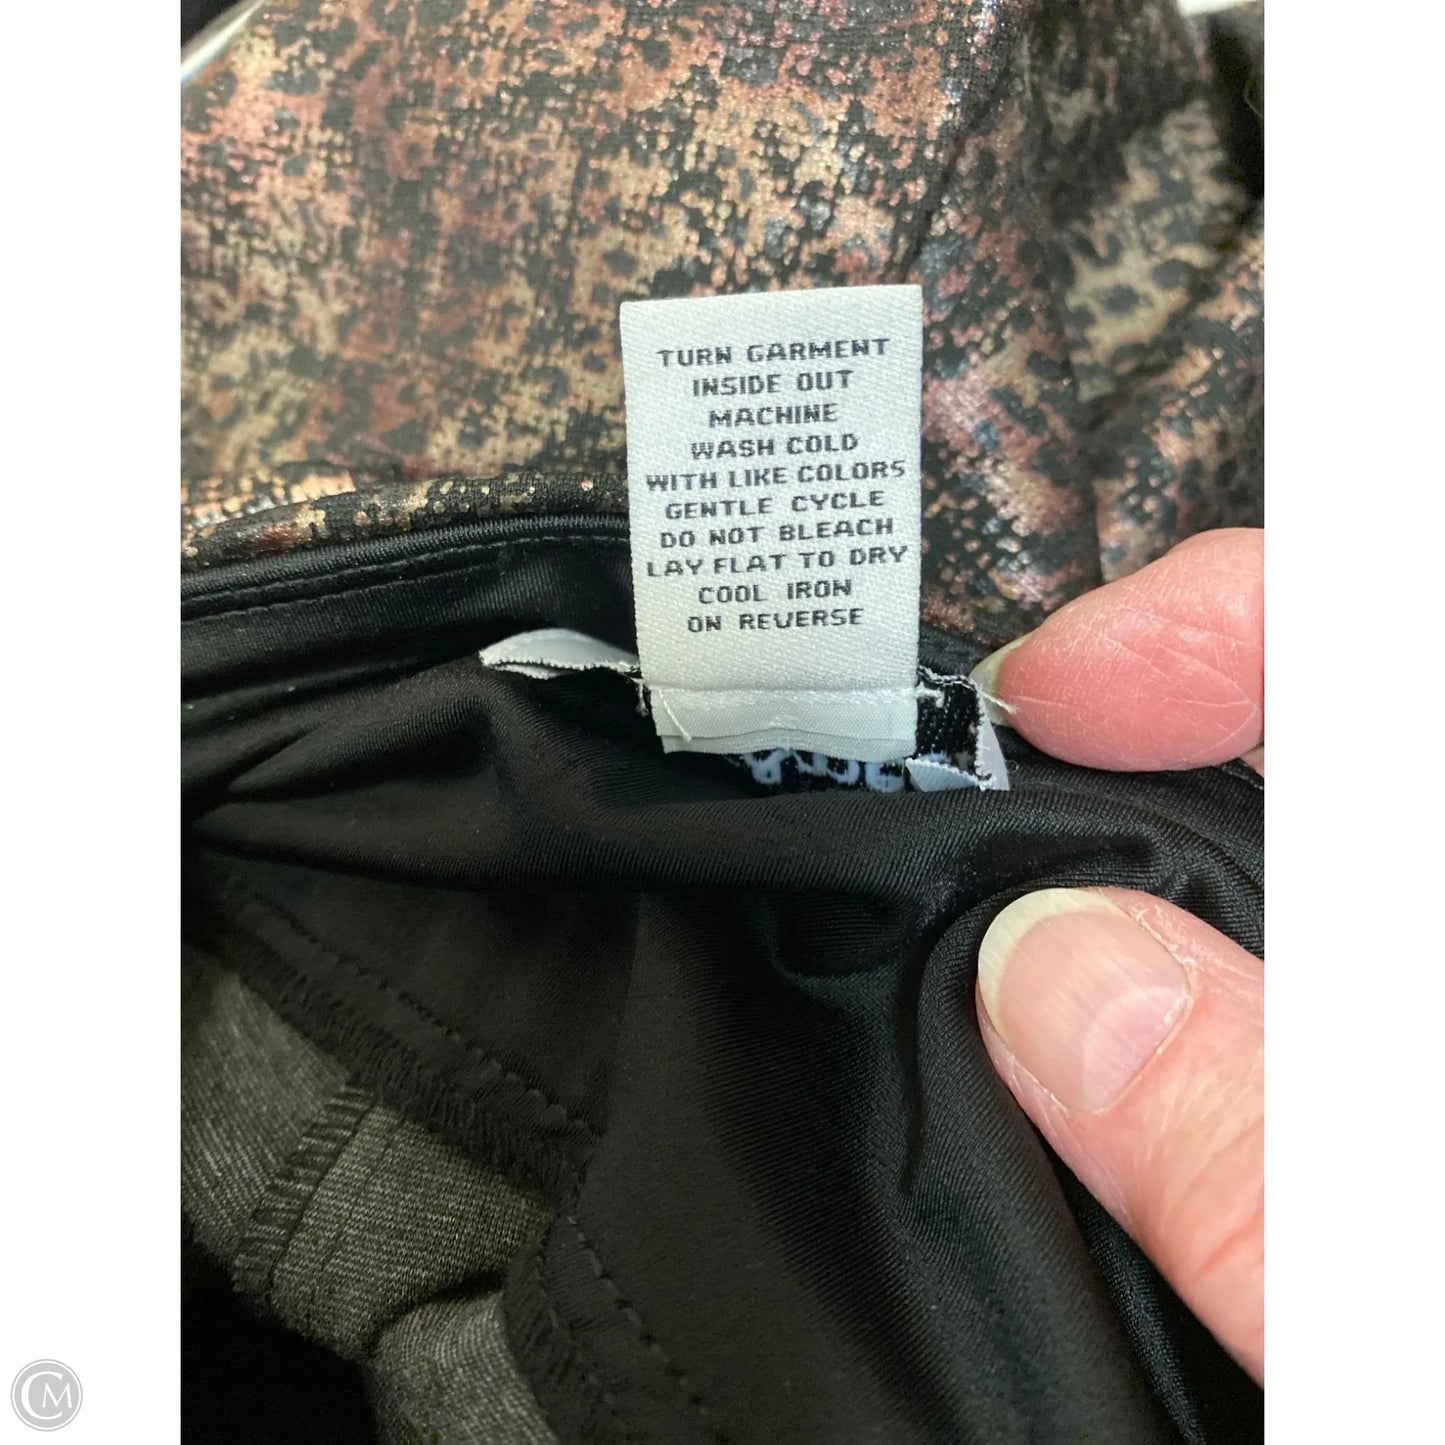 TURN GARMENT
INSIDE OUT
MACHINE
WASH COLD
WITH LIKE COLORS
GENTLE CYCLE
DO NOT BLEACH
LAY FLAT TO DRY
COOL IRON
ON REVERSE
CM